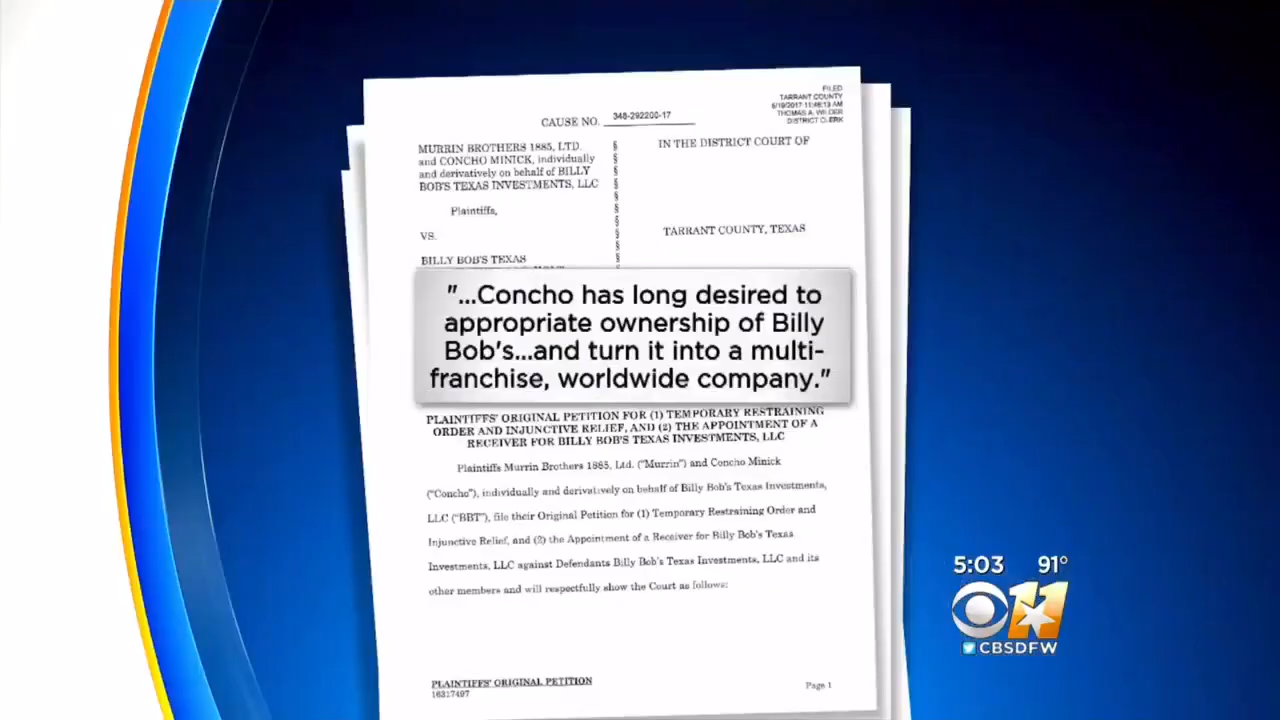 FILED
TARRANT COUNTY
6/19/2017 11:48:13 AM
THOMAS A. WILDER
DISTRICT CLERK
CAUSE NO. 348-292200-17
MURRIN BROTHERS 1885, LTD.
and CONCHO MINICK, individually
and derivatively on behalf of BILLY
BOB'S TEXAS INVESTMENTS, LLC
Plaintiffs,
VS.
BILLY BOB'S TEXAS
§
§
§
§
§
§
§
§
§
§
IN THE DISTRICT COURT OF
TARRANT COUNTY, TEXAS
"...Concho has long desired to
appropriate ownership of Billy
Bob's...and turn it into a multi-
franchise, worldwide company."
PLAINTIFFS' ORIGINAL PETITION FOR (1) TEMPORARY RESTRAINING
ORDER AND INJUNCTIVE RELIEF, AND (2) THE APPOINTMENT OF A
RECEIVER FOR BILLY BOB'S TEXAS INVESTMENTS, LLC
Plaintiffs Murrin Brothers 1885, Ltd. ("Murrin") and Concho Minick
("Concho"), individually and derivatively on behalf of Billy Bob's Texas Investments,
LLC ("BBT"), file their Original Petition for (1) Temporary Restraining Order and
Injunctive Relief, and (2) the Appointment of a Receiver for Billy Bob's Texas
Investments, LLC against Defendants Billy Bob's Texas Investments, LLC and its
other members and will respectfully show the Court as follows:
PLAINTIFFS' ORIGINAL PETITION
16317497
Page 1
5:03 91°
11
CBSDFW